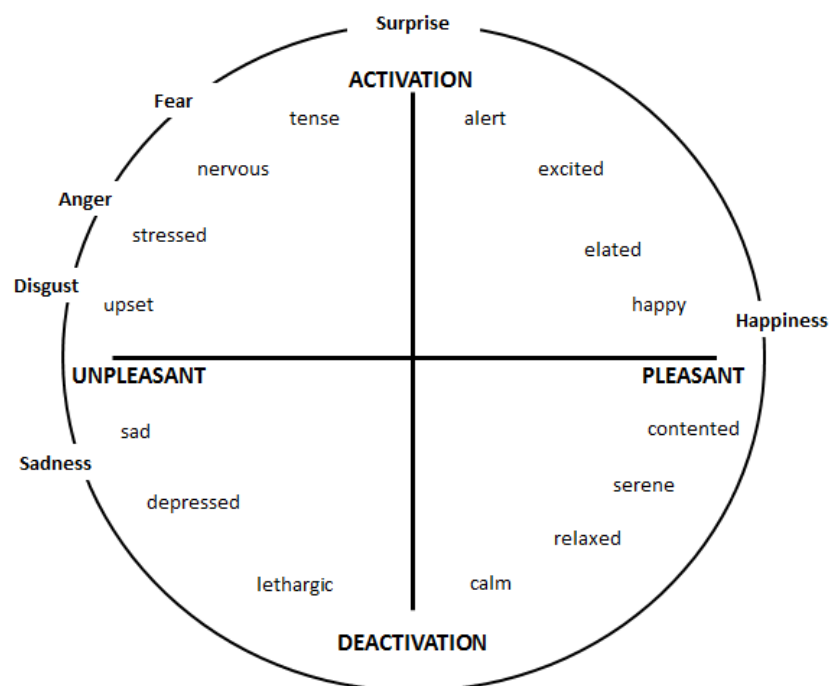 Surprise
ACTIVATION
Fear
tense
alert
nervous
excited
Anger
stressed
elated
Disgust
upset
happy
Happiness
UNPLEASANT
PLEASANT
sad
contented
Sadness
serene
depressed
relaxed
lethargic
calm
DEACTIVATION